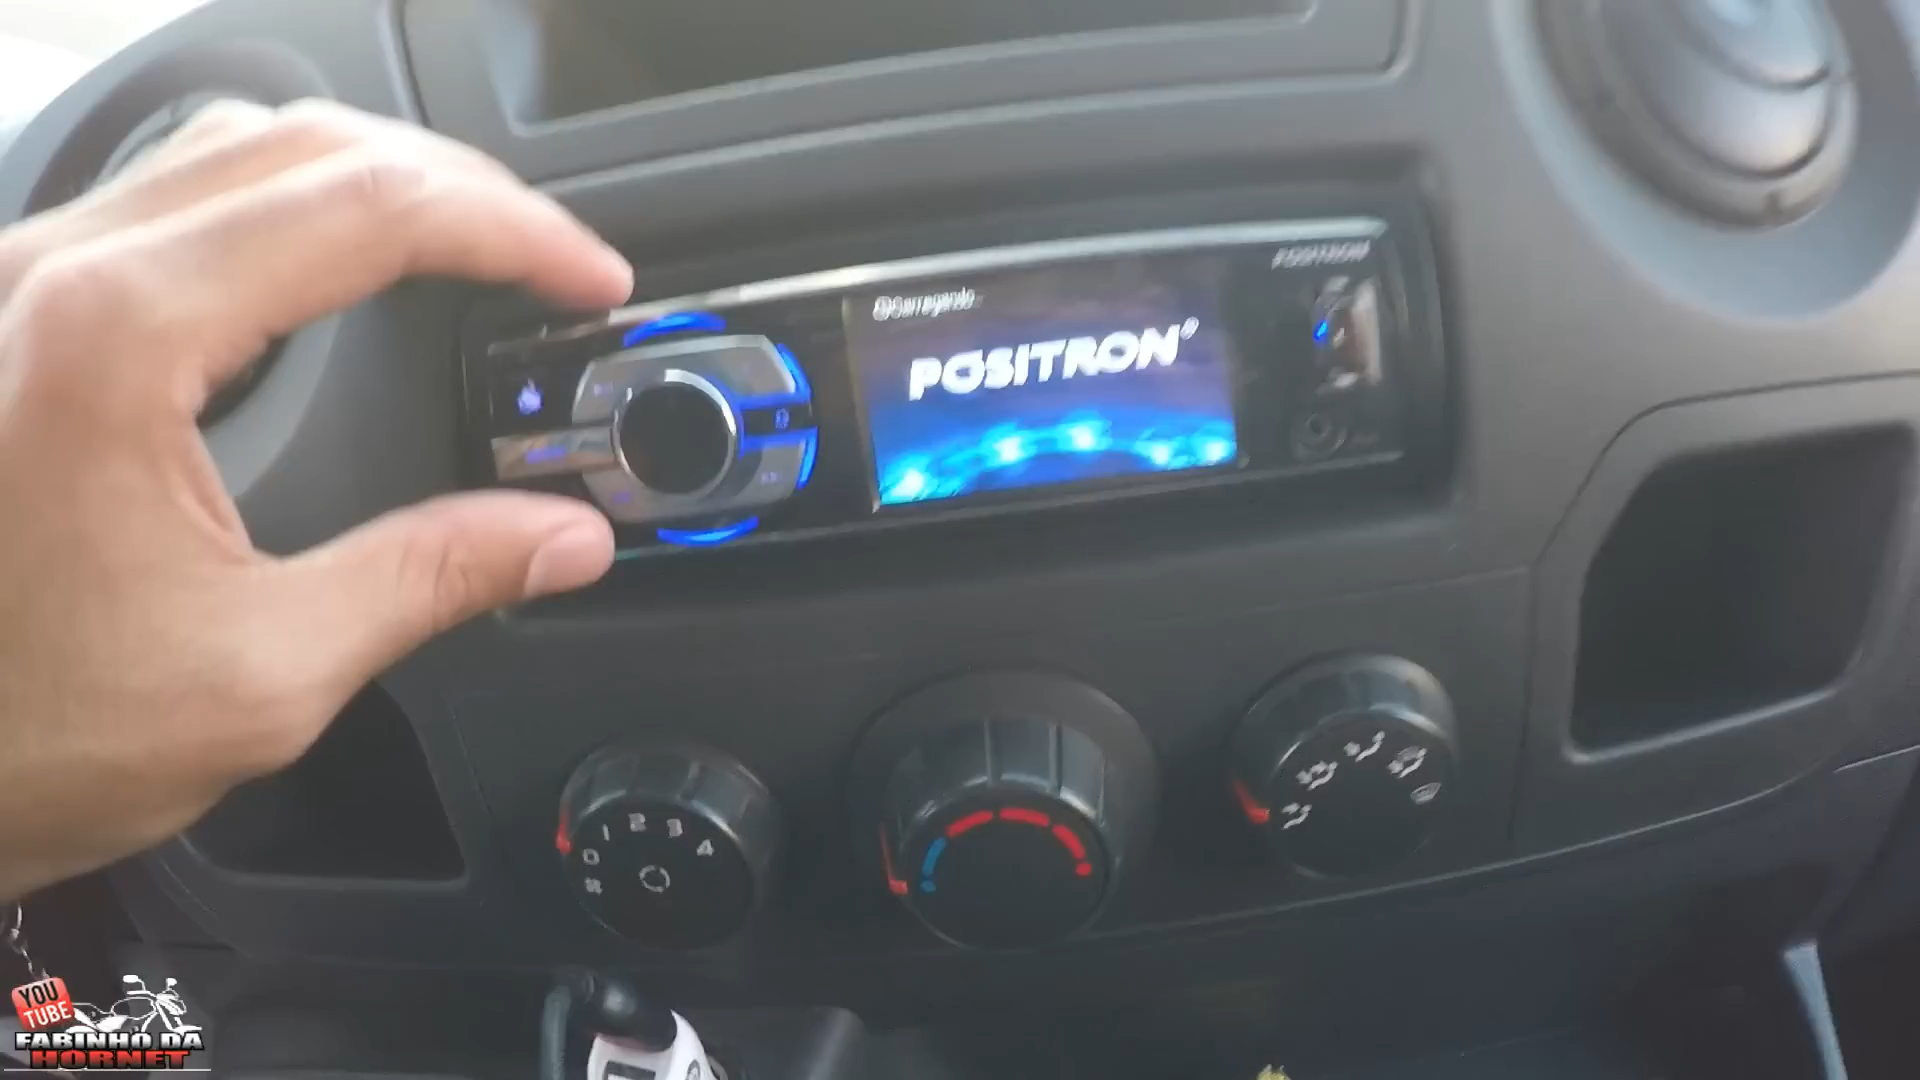 POSITRON
Carregando
POSITRON®
0 1 2 3 4
YOU
TUBE
FABINHO DA
HORNET